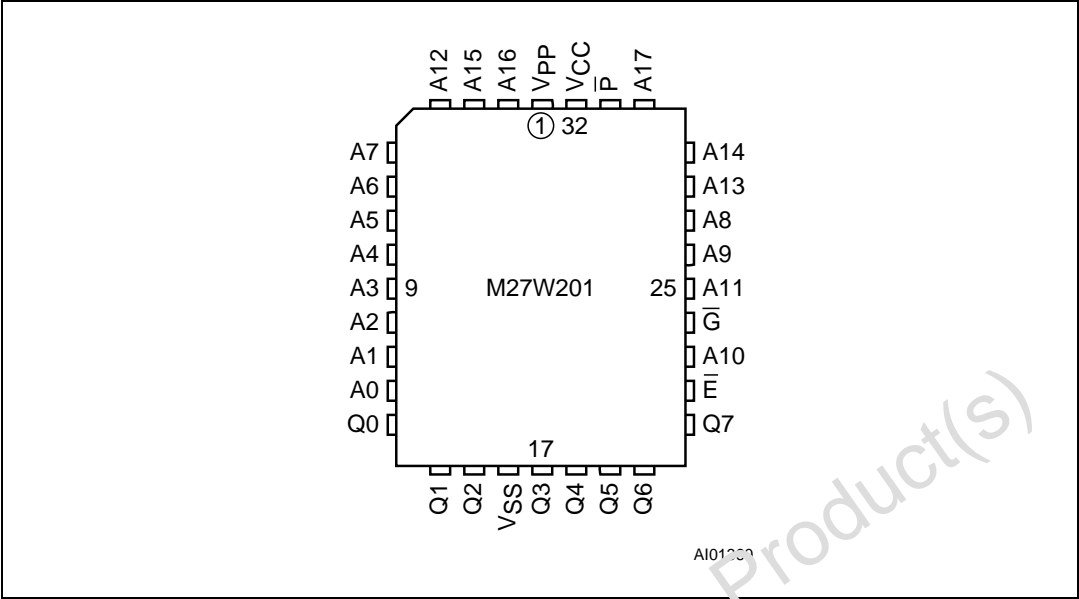 A12 A15 A16 VPP VCC P̅ A17
1 32
A7 A14
A6 A13
A5 A8
A4 A9
A3 9 M27W201 25 A11
A2 G̅
A1 A10
A0 E̅
Q0 Q7
17
Q1 Q2 VSS Q3 Q4 Q5 Q6
Product(s)